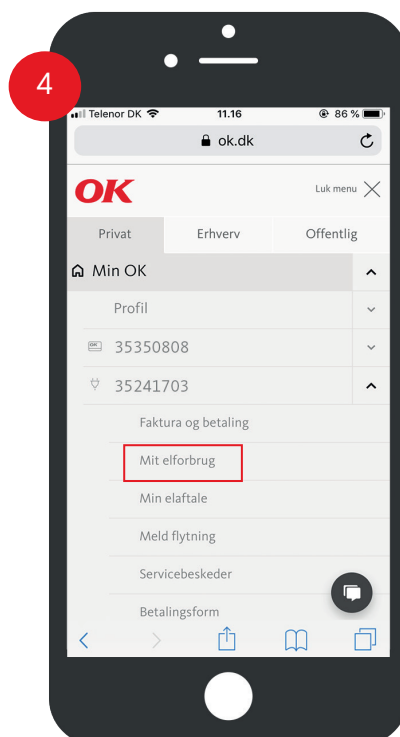 4
Telenor DK 11.16 86 %
ok.dk
OK Luk menu
Privat Erhverv Offentlig
Min OK
Profil
OK 35350808
35241703
Faktura og betaling
Mit elforbrug
Min elaftale
Meld flytning
Servicebeskeder
Betalingsform